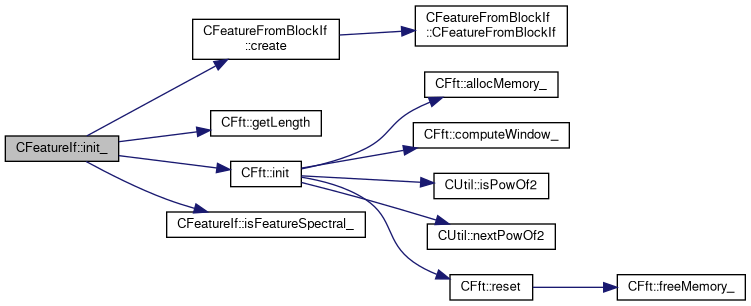 CFeatureIf::init_
CFeatureFromBlockIf
::create
CFeatureFromBlockIf
::CFeatureFromBlockIf
CFft::getLength
CFft::init
CFft::allocMemory_
CFft::computeWindow_
CUtil::isPowOf2
CUtil::nextPowOf2
CFft::reset
CFft::freeMemory_
CFeatureIf::isFeatureSpectral_